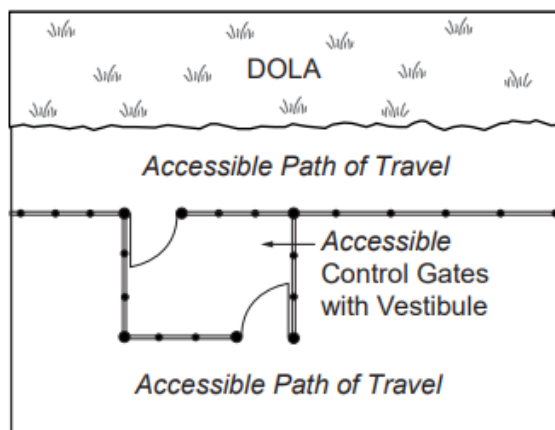 DOLA
Accessible Path of Travel
Accessible
Control Gates
with Vestibule
Accessible Path of Travel